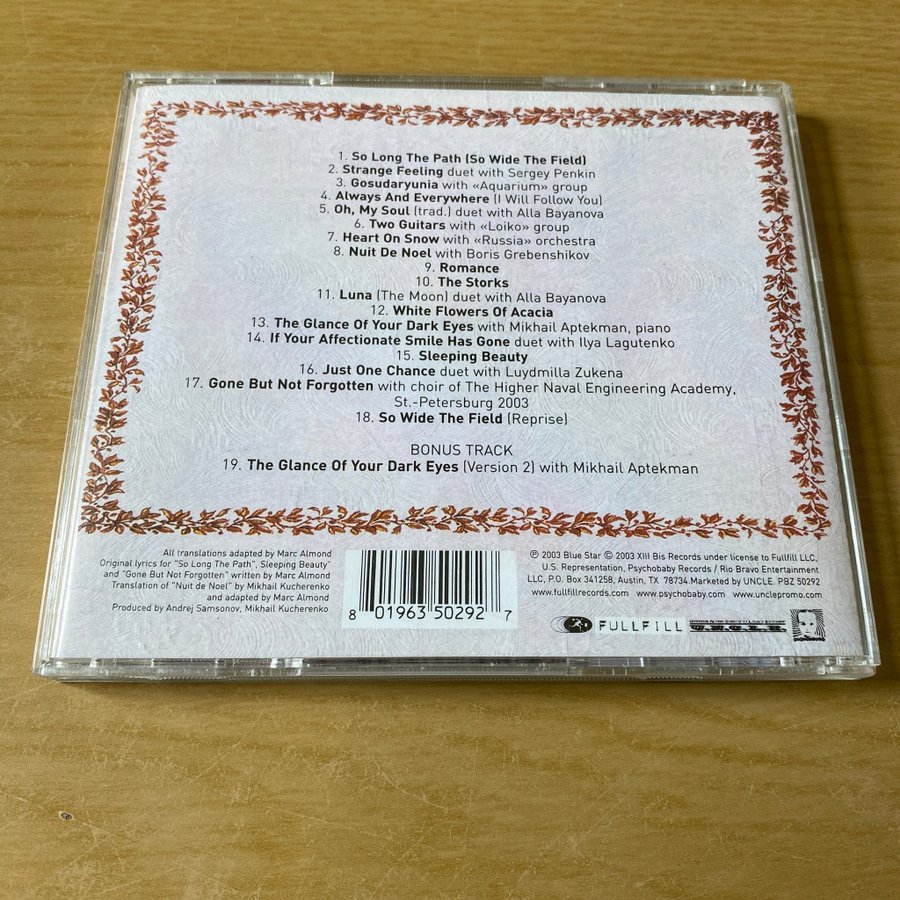 1. So Long The Path (So Wide The Field)
2. Strange Feeling duet with Sergey Penkin
3. Gosudaryunia with «Aquarium» group
4. Always And Everywhere (I Will Follow You)
5. Oh, My Soul (trad.) duet with Alla Bayanova
6. Two Guitars with «Loiko» group
7. Heart On Snow with «Russia» orchestra
8. Nuit De Noel with Boris Grebenshikov
9. Romance
10. The Storks
11. Luna (The Moon) duet with Alla Bayanova
12. White Flowers Of Acacia
13. The Glance Of Your Dark Eyes with Mikhail Aptekman, piano
14. If Your Affectionate Smile Has Gone duet with Ilya Lagutenko
15. Sleeping Beauty
16. Just One Chance duet with Luydmilla Zukena
17. Gone But Not Forgotten with choir of The Higher Naval Engineering Academy,
St.-Petersburg 2003
18. So Wide The Field (Reprise)
BONUS TRACK
19. The Glance Of Your Dark Eyes (Version 2) with Mikhail Aptekman
All translations adapted by Marc Almond
Original lyrics for "So Long The Path", Sleeping Beauty"
and "Gone But Not Forgotten" written by Marc Almond
Translation of "Nuit de Noel" by Mikhail Kucherenko
and adapted by Marc Almond
Produced by Andrej Samsonov, Mikhail Kucherenko
8 01963 50292 7
℗ 2003 Blue Star © 2003 XIII Bis Records under license to Fullfill LLC,
U.S. Representation, Psychobaby Records / Rio Bravo Entertainment
LLC, P.O. Box 341258, Austin, TX 78734.Marketed by UNCLE. PBZ 50292
www.fullfillrecords.com www.psychobaby.com www.unclepromo.com
FULLFILL